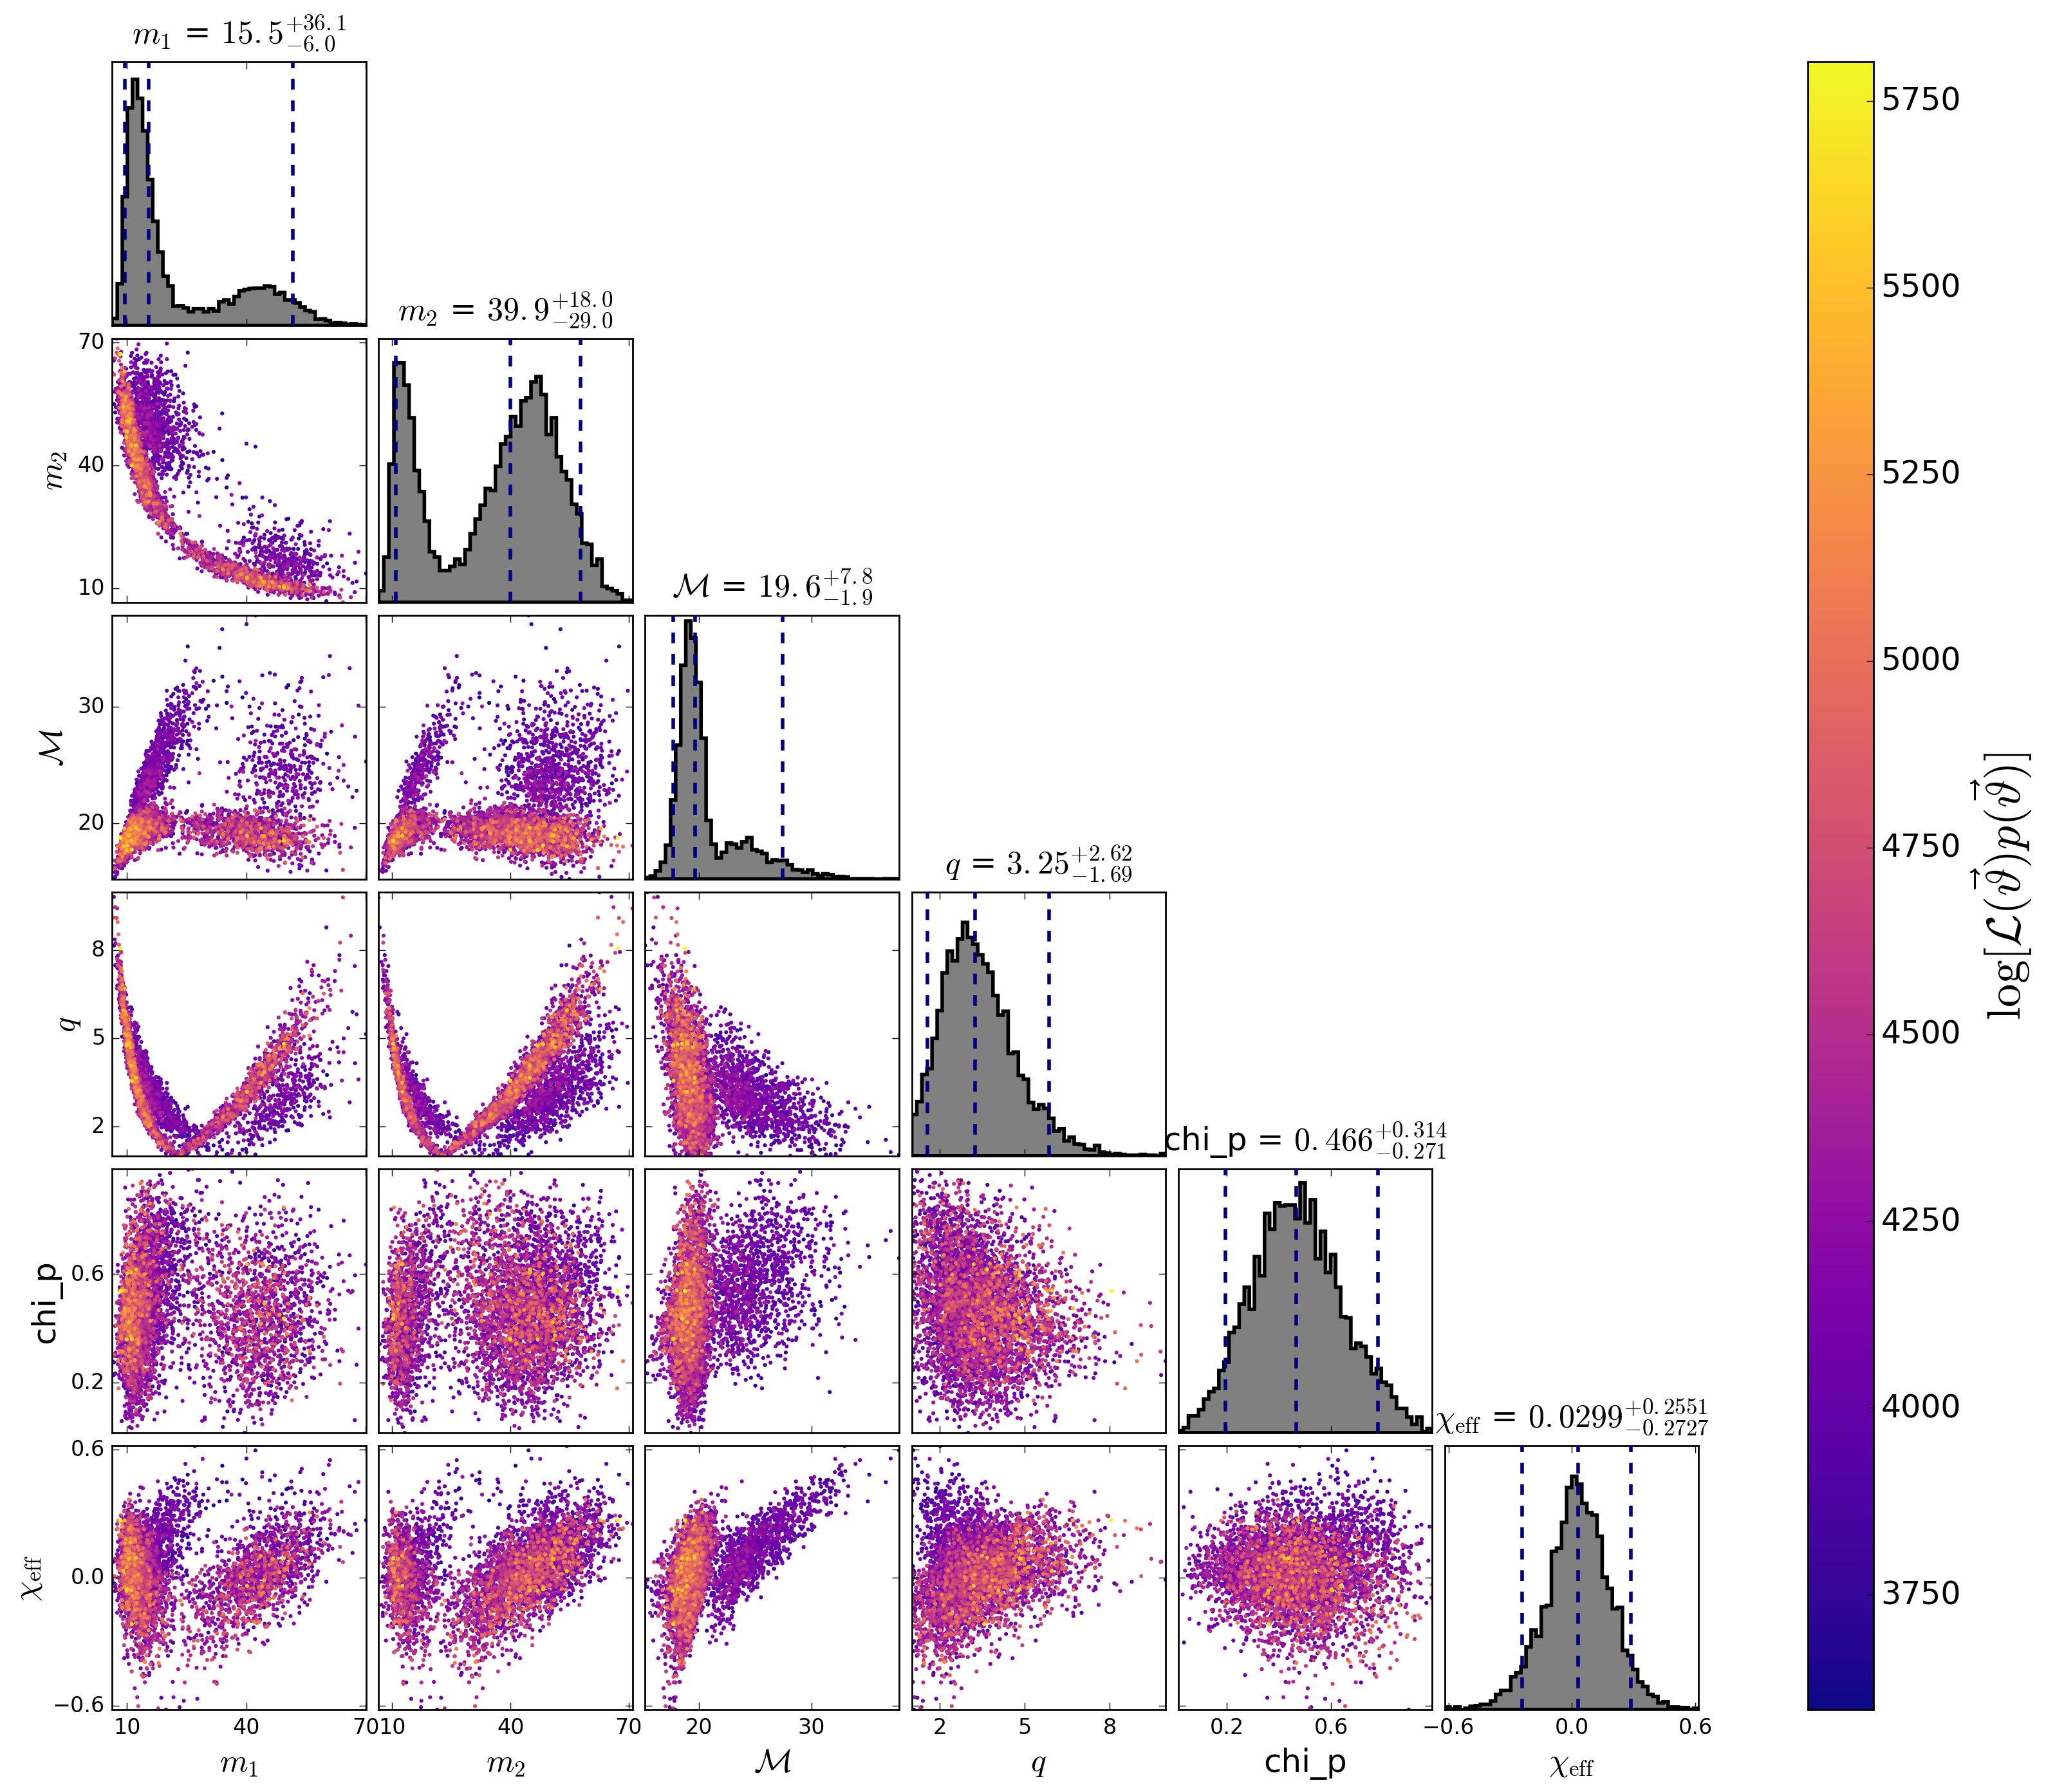 m₁ = 15.5 +36.1 −6.0
m₂ = 39.9 +18.0 −29.0
ℳ = 19.6 +7.8 −1.9
q = 3.25 +2.62 −1.69
chi_p = 0.466 +0.314 −0.271
χeff = 0.0299 +0.2551 −0.2727
70
40
10
m₂
30
20
ℳ
8
5
2
q
0.6
0.2
chi_p
0.6
0.0
−0.6
χeff
10 40 70
m₁
10 40 70
m₂
20 30
ℳ
2 5 8
q
0.2 0.6
chi_p
−0.6 0.0 0.6
χeff
5750
5500
5250
5000
4750
4500
4250
4000
3750
log[ℒ(ϑ⃗)p(ϑ⃗)]